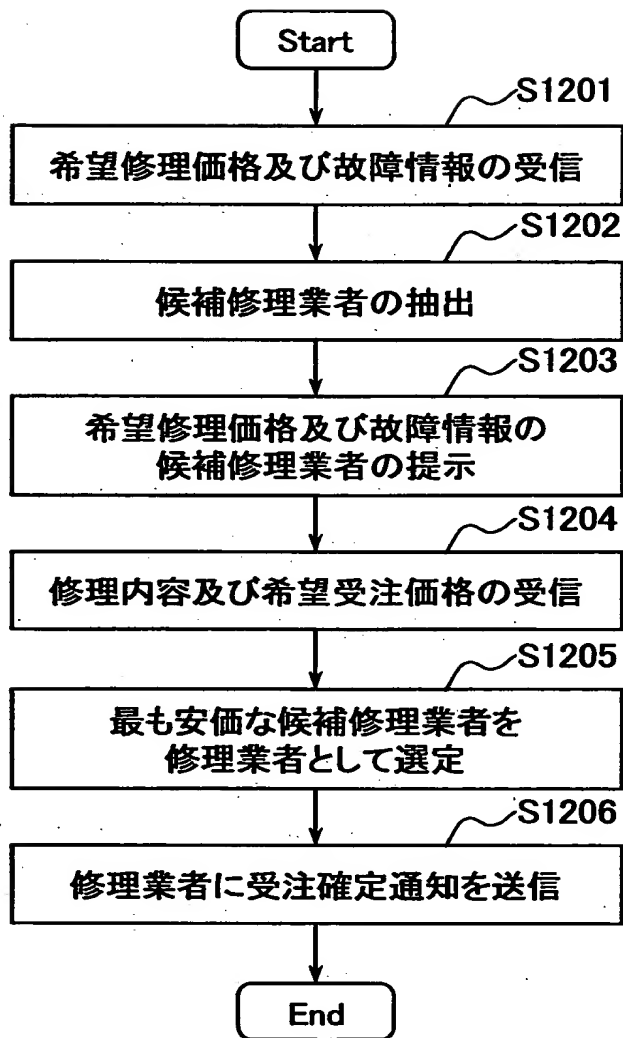 Start
S1201
希望修理価格及び故障情報の受信
S1202
候補修理業者の抽出
S1203
希望修理価格及び故障情報の
候補修理業者の提示
S1204
修理内容及び希望受注価格の受信
S1205
最も安価な候補修理業者を
修理業者として選定
S1206
修理業者に受注確定通知を送信
End